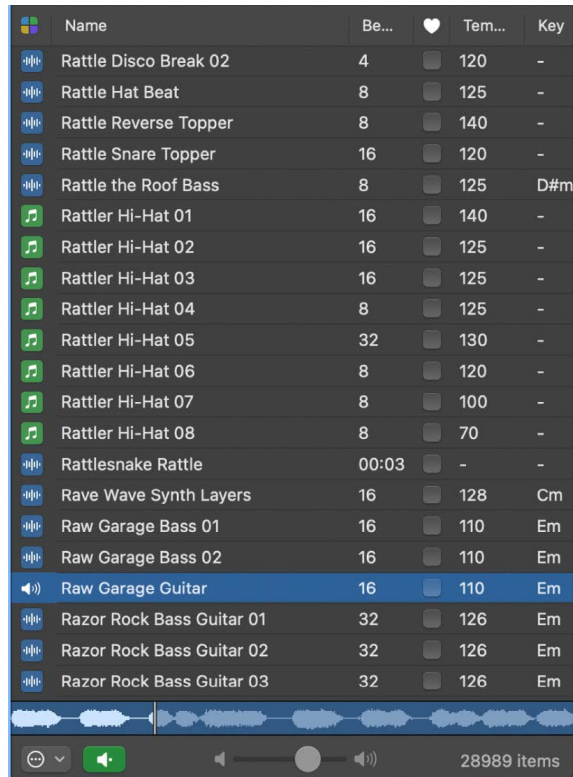 Name Be... Tem... Key
Rattle Disco Break 02 4 120 -
Rattle Hat Beat 8 125 -
Rattle Reverse Topper 8 140 -
Rattle Snare Topper 16 120 -
Rattle the Roof Bass 8 125 D#m
Rattler Hi-Hat 01 16 140 -
Rattler Hi-Hat 02 16 125 -
Rattler Hi-Hat 03 16 125 -
Rattler Hi-Hat 04 8 125 -
Rattler Hi-Hat 05 32 130 -
Rattler Hi-Hat 06 8 120 -
Rattler Hi-Hat 07 8 100 -
Rattler Hi-Hat 08 8 70 -
Rattlesnake Rattle 00:03 - -
Rave Wave Synth Layers 16 128 Cm
Raw Garage Bass 01 16 110 Em
Raw Garage Bass 02 16 110 Em
Raw Garage Guitar 16 110 Em
Razor Rock Bass Guitar 01 32 126 Em
Razor Rock Bass Guitar 02 32 126 Em
Razor Rock Bass Guitar 03 32 126 Em
28989 items